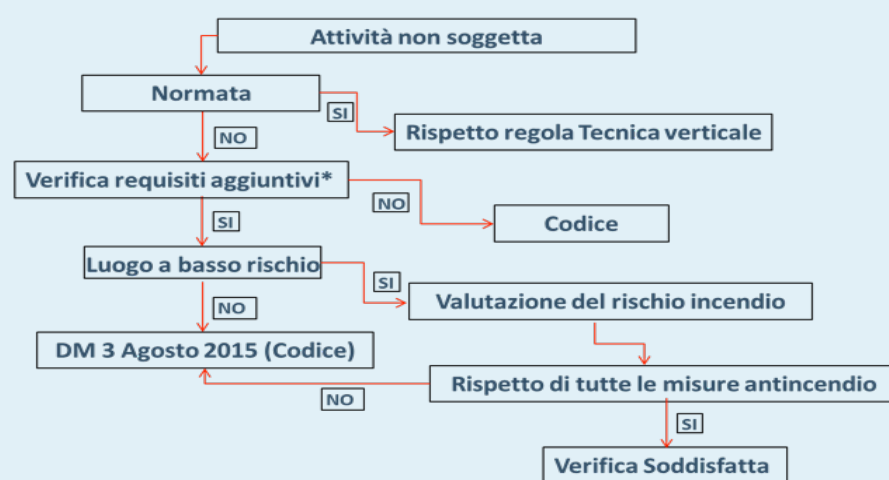 Attività non soggetta
Normata
SI
Rispetto regola Tecnica verticale
NO
Verifica requisiti aggiuntivi*
NO
Codice
SI
Luogo a basso rischio
SI
Valutazione del rischio incendio
NO
DM 3 Agosto 2015 (Codice)
Rispetto di tutte le misure antincendio
NO
SI
Verifica Soddisfatta